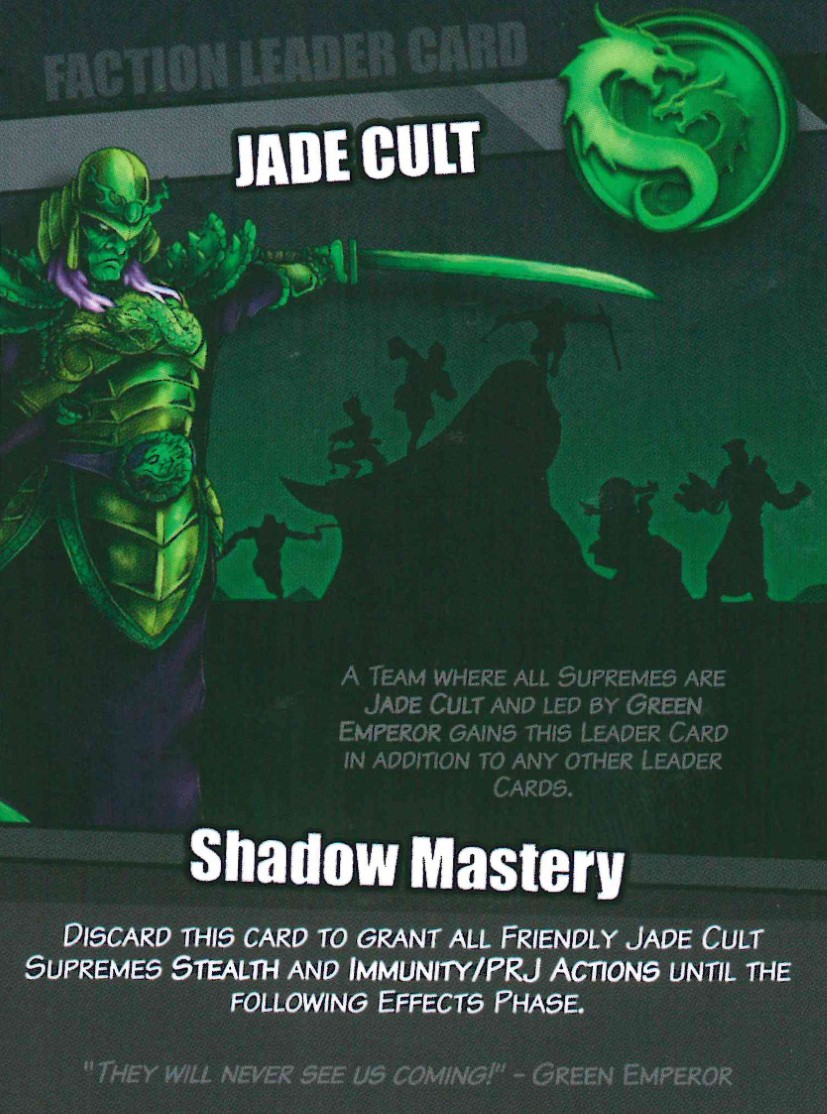 FACTION LEADER CARD
JADE CULT
A TEAM WHERE ALL SUPREMES ARE
JADE CULT AND LED BY GREEN
EMPEROR GAINS THIS LEADER CARD
IN ADDITION TO ANY OTHER LEADER
CARDS.
Shadow Mastery
DISCARD THIS CARD TO GRANT ALL FRIENDLY JADE CULT
SUPREMES STEALTH AND IMMUNITY/PRJ ACTIONS UNTIL THE
FOLLOWING EFFECTS PHASE.
"THEY WILL NEVER SEE US COMING!" – GREEN EMPEROR